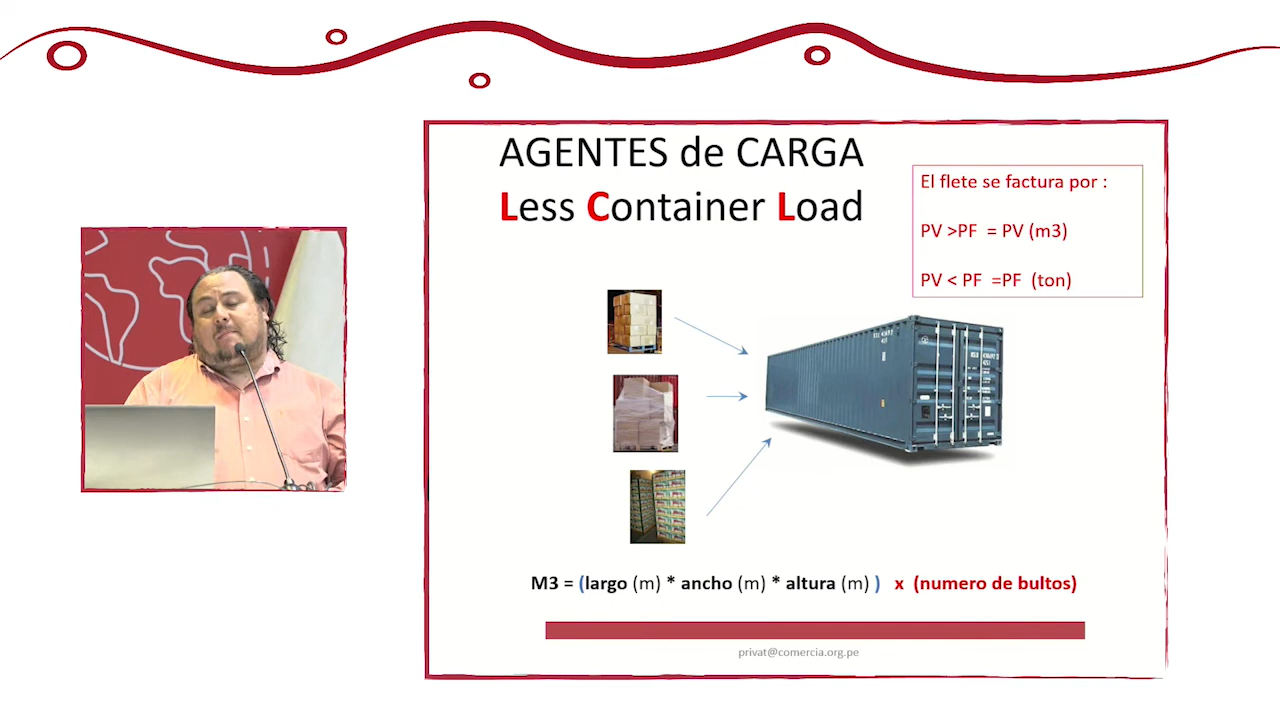 AGENTES de CARGA
Less Container Load
El flete se factura por :
PV >PF = PV (m3)
PV < PF =PF (ton)
M3 = (largo (m) * ancho (m) * altura (m) ) x (numero de bultos)
privat@comercia.org.pe